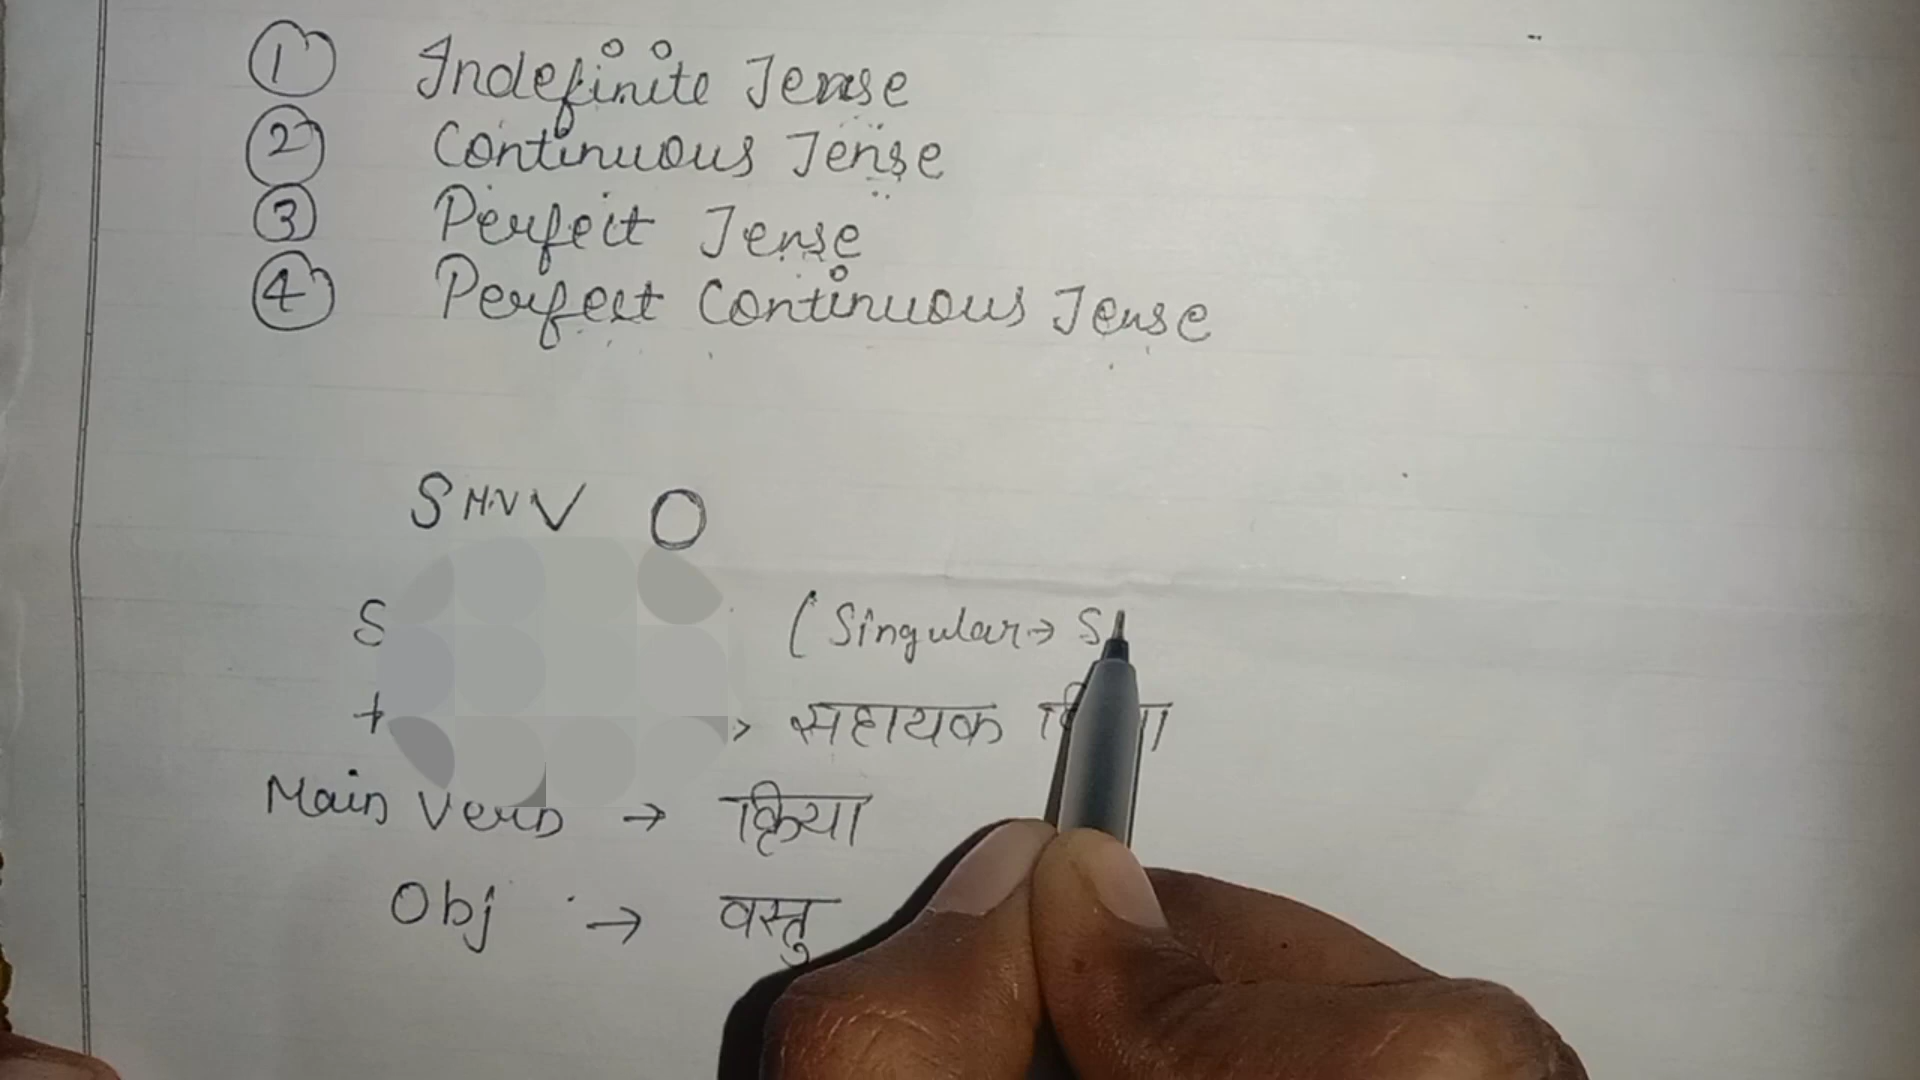 1 Indefinite Tense
2 Continuous Tense
3 Perfect Tense
4 Perfect Continuous Tense
S H.V V O
S (Singular → S
→ सहायक
Main Verb → क्रिया
Obj → वस्तु